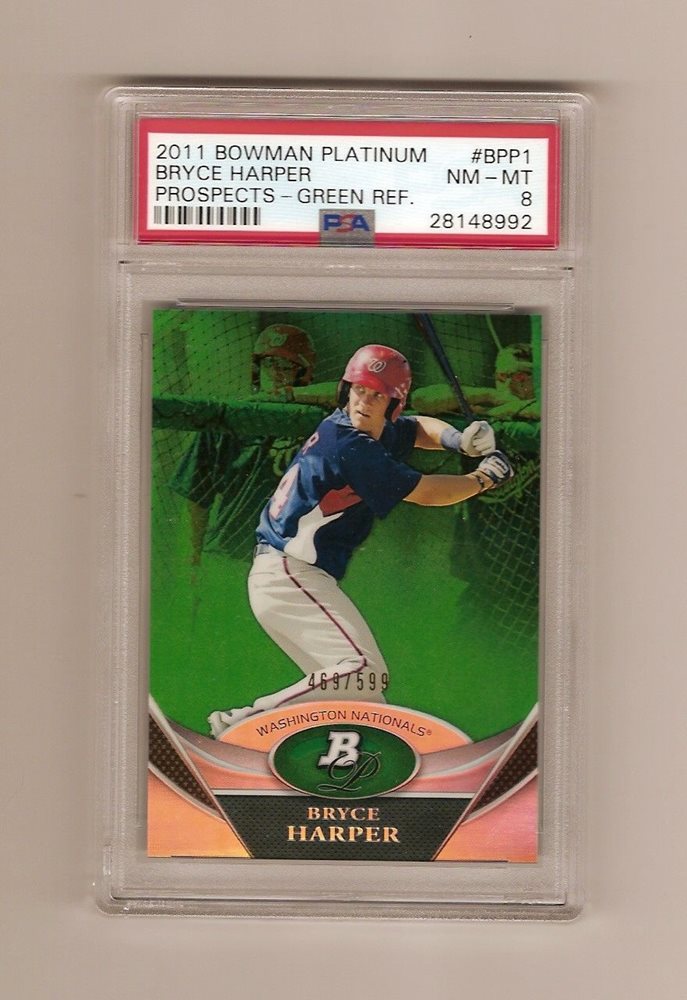 2011 BOWMAN PLATINUM #BPP1
BRYCE HARPER NM - MT
PROSPECTS - GREEN REF. 8
PSA 28148992
W
469/599
WASHINGTON NATIONALS®
B P
BRYCE
HARPER